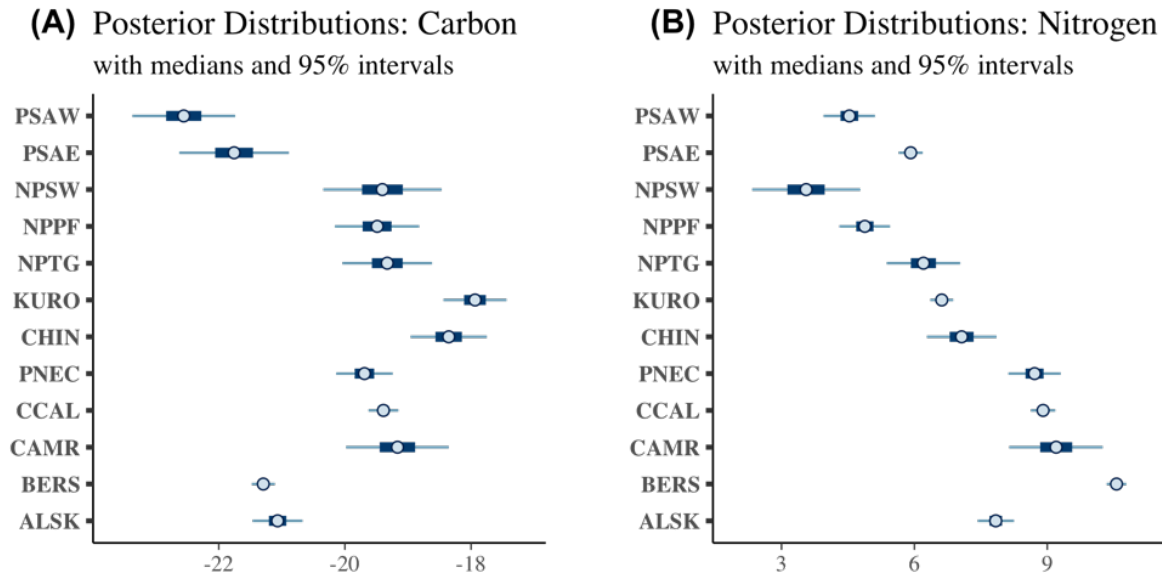 (A) Posterior Distributions: Carbon
with medians and 95% intervals
PSAW
PSAE
NPSW
NPPF
NPTG
KURO
CHIN
PNEC
CCAL
CAMR
BERS
ALSK
-22 -20 -18
(B) Posterior Distributions: Nitrogen
with medians and 95% intervals
PSAW
PSAE
NPSW
NPPF
NPTG
KURO
CHIN
PNEC
CCAL
CAMR
BERS
ALSK
3 6 9